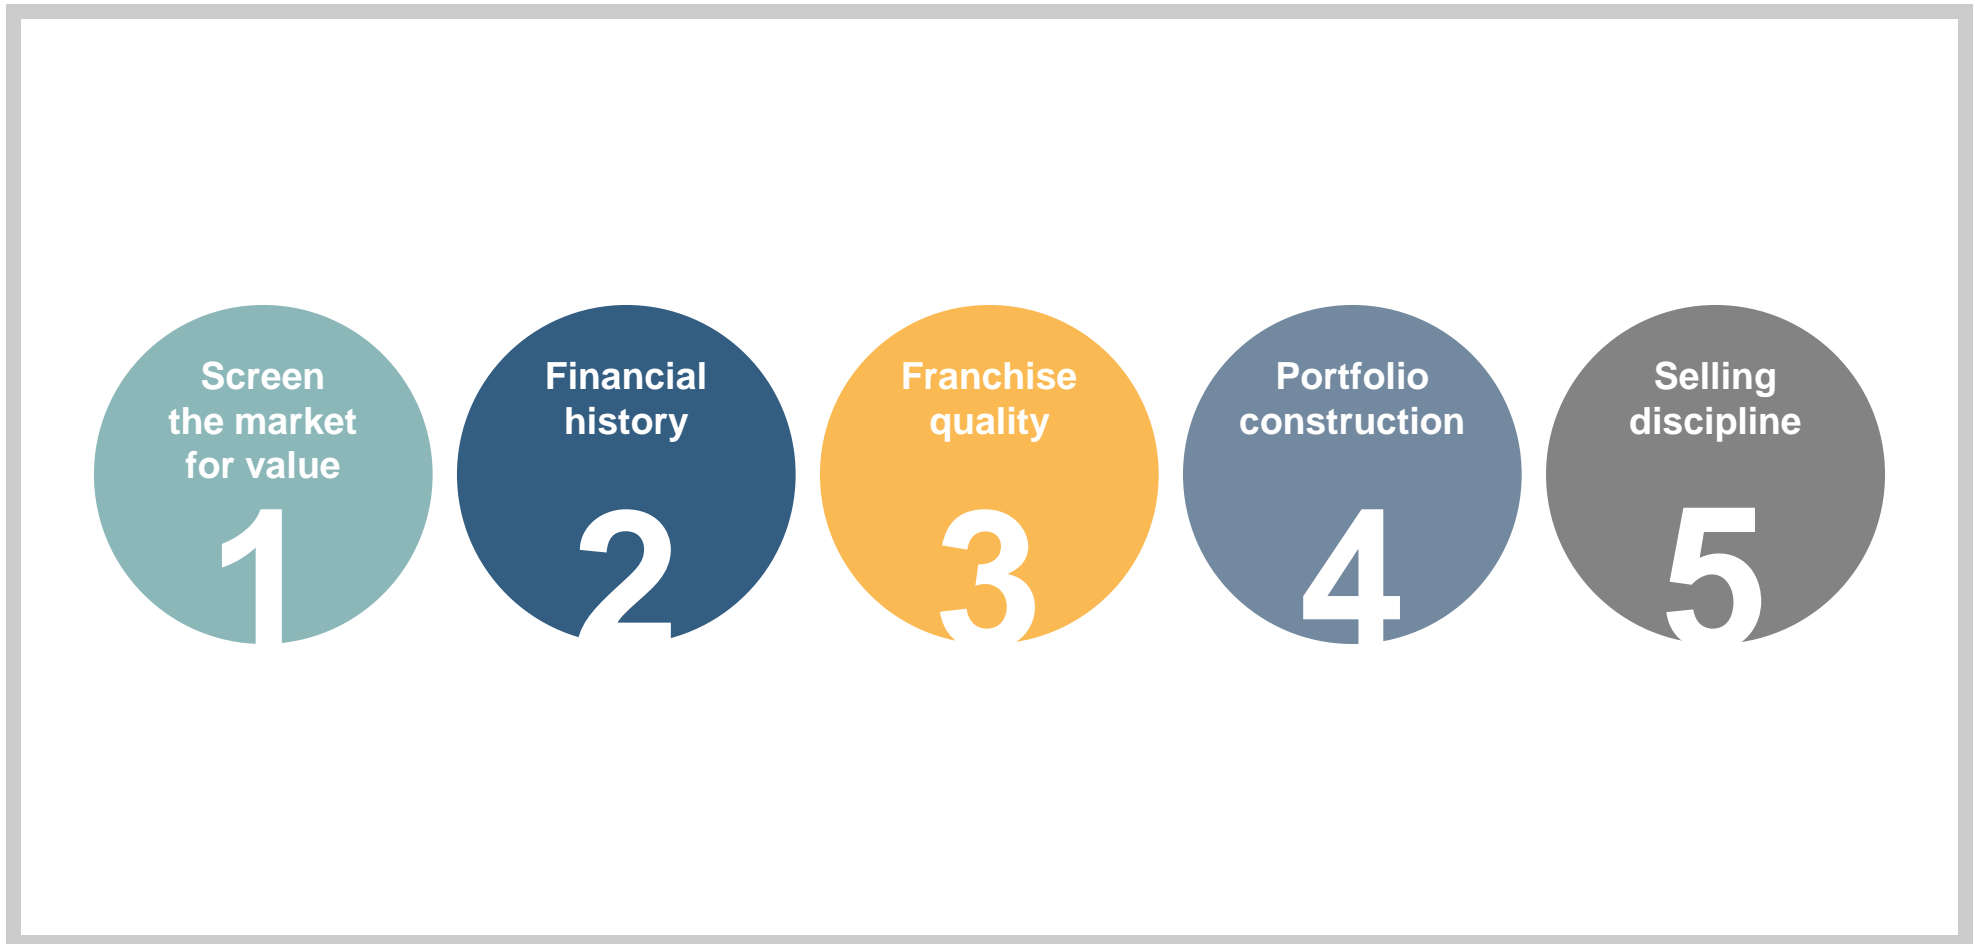 Screen
the market
for value
1
Financial
history
2
Franchise
quality
3
Portfolio
construction
4
Selling
discipline
5